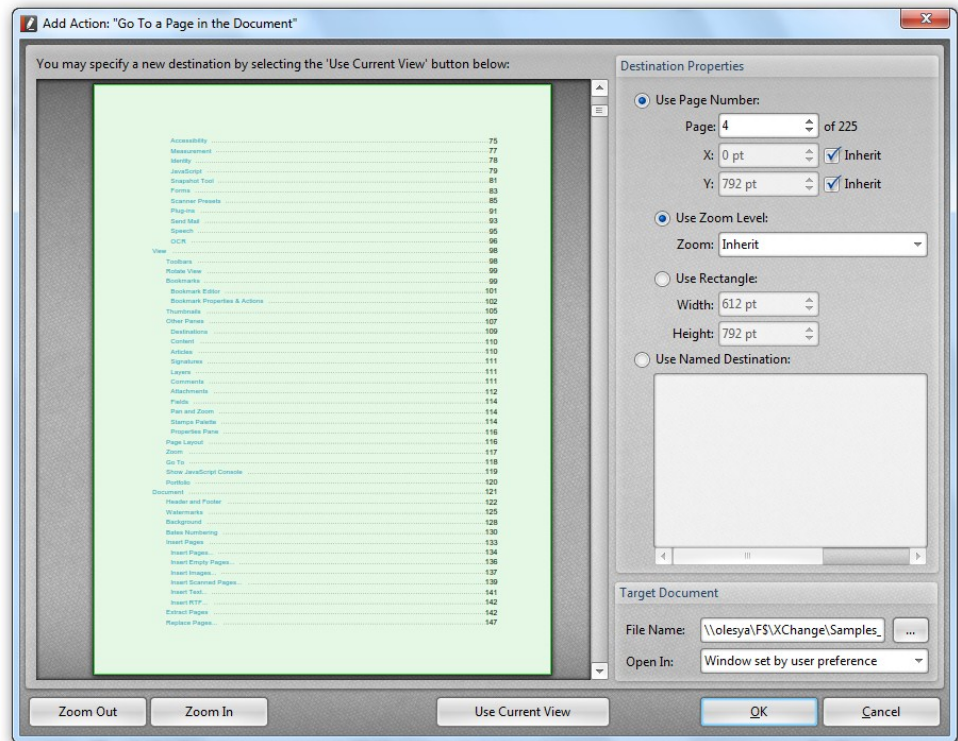 Add Action: "Go To a Page in the Document"
You may specify a new destination by selecting the 'Use Current View' button below:
Accessibility 75
Measurement 77
Identity 78
JavaScript 79
Snapshot Tool 81
Forms 83
Scanner Presets 85
Plug-ins 91
Send Mail 93
Speech 95
OCR 96
View 98
Toolbars 98
Rotate View 99
Bookmarks 99
Bookmark Editor 101
Bookmark Properties & Actions 102
Thumbnails 105
Other Panes 107
Destinations 109
Content 110
Articles 110
Signatures 111
Layers 111
Comments 111
Attachments 112
Fields 114
Pan and Zoom 114
Stamps Palette 114
Properties Pane 116
Page Layout 116
Zoom 117
Go To 118
Show JavaScript Console 119
Portfolio 120
Document 121
Header and Footer 122
Watermarks 125
Background 128
Bates Numbering 130
Insert Pages 133
Insert Pages... 134
Insert Empty Pages... 136
Insert Images... 137
Insert Scanned Pages... 139
Insert Text... 141
Insert RTF... 142
Extract Pages 142
Replace Pages... 147
Destination Properties
Use Page Number:
Page: 4 of 225
X: 0 pt Inherit
Y: 792 pt Inherit
Use Zoom Level:
Zoom: Inherit
Use Rectangle:
Width: 612 pt
Height: 792 pt
Use Named Destination:
Target Document
File Name: \\olesya\F$\XChange\Samples_ ...
Open In: Window set by user preference
Zoom Out Zoom In Use Current View OK Cancel